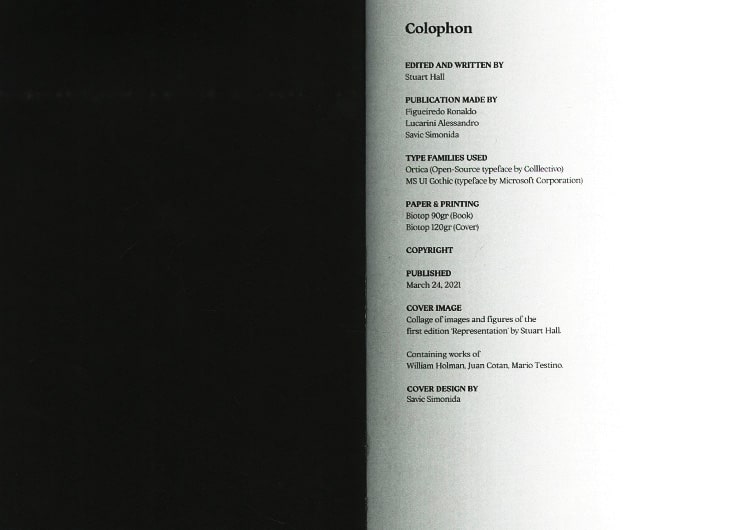 Colophon
EDITED AND WRITTEN BY
Stuart Hall
PUBLICATION MADE BY
Figueiredo Ronaldo
Lucarini Alessandro
Savic Simonida
TYPE FAMILIES USED
Ortica (Open-Source typeface by Colllectivo)
MS UI Gothic (typeface by Microsoft Corporation)
PAPER & PRINTING
Biotop 90gr (Book)
Biotop 120gr (Cover)
COPYRIGHT
PUBLISHED
March 24, 2021
COVER IMAGE
Collage of images and figures of the
first edition 'Representation' by Stuart Hall.
Containing works of
William Holman, Juan Cotan, Mario Testino.
COVER DESIGN BY
Savic Simonida